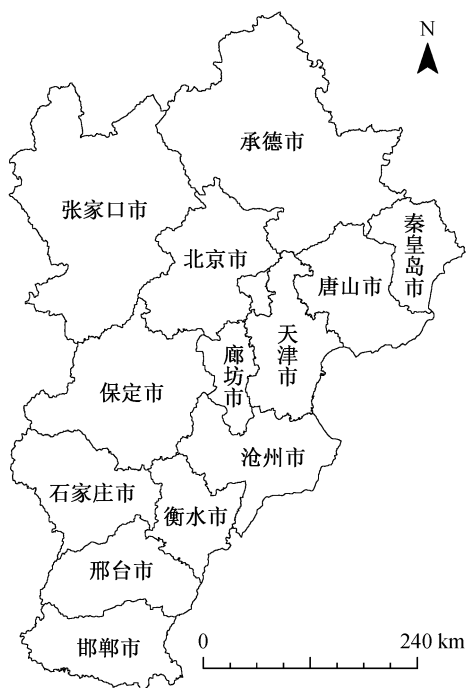 N
承德市
张家口市
秦皇岛市
北京市
唐山市
天津市
廊坊市
保定市
沧州市
石家庄市
衡水市
邢台市
邯郸市
0
240 km